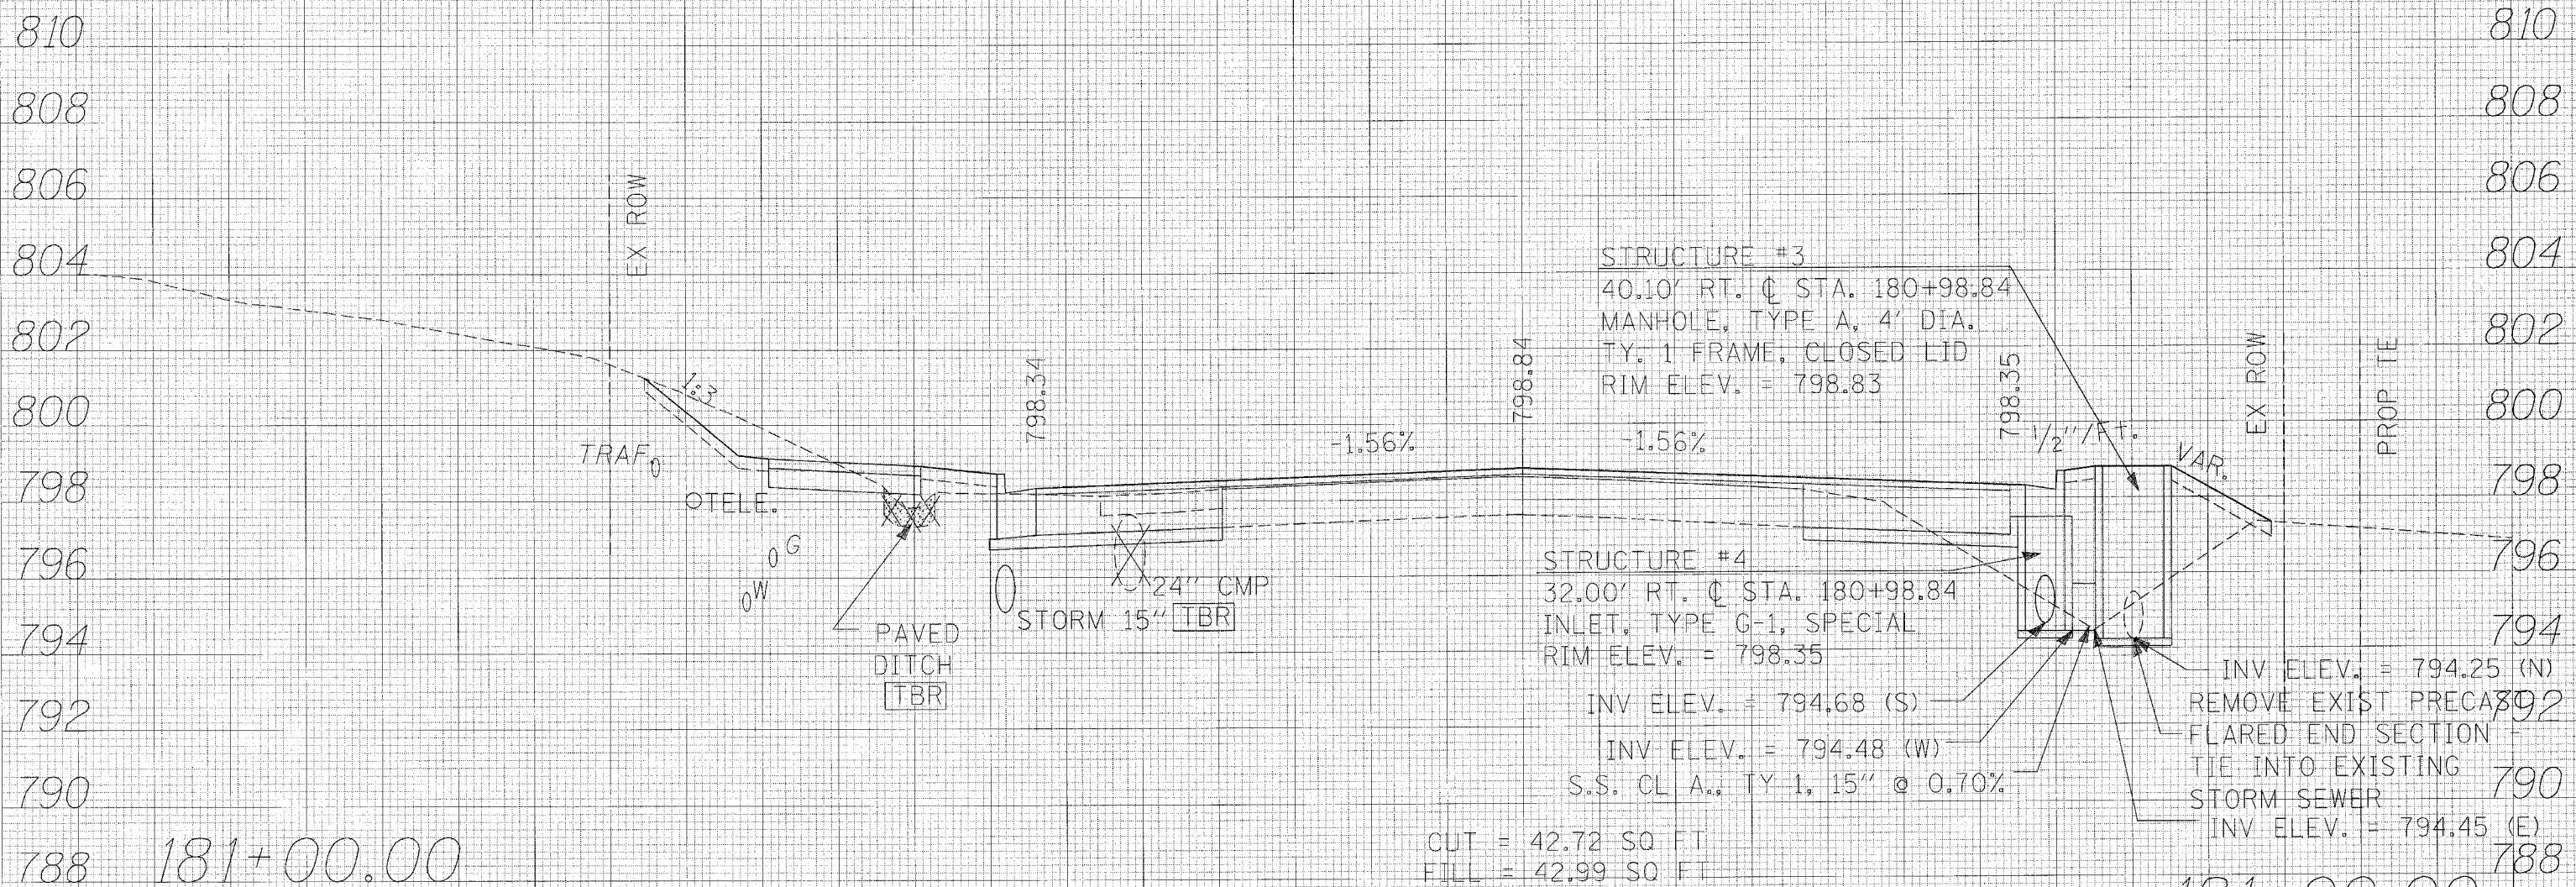 810
808
806
804
802
800
798
796
794
792
790
788
181+00.00
EX ROW
1:3
TRAF.
TELE.
G
W
PAVED
DITCH
TBR
798.34
24" CMP
STORM 15" TBR
-1.56%
798.84
-1.56%
STRUCTURE #3
40.10' RT. ℄ STA. 180+98.84
MANHOLE, TYPE A, 4' DIA.
TY. 1 FRAME, CLOSED LID
RIM ELEV. = 798.83
798.35
1/2"/FT.
VAR.
EX ROW
PROP TE
STRUCTURE #4
32.00' RT. ℄ STA. 180+98.84
INLET, TYPE G-1, SPECIAL
RIM ELEV. = 798.35
INV ELEV. = 794.68 (S)
INV ELEV. = 794.48 (W)
S.S. CL A., TY 1, 15" @ 0.70%
INV ELEV. = 794.25 (N)
REMOVE EXIST PRECAST
FLARED END SECTION -
TIE INTO EXISTING
STORM SEWER
INV ELEV. = 794.45 (E)
CUT = 42.72 SQ FT
FILL = 42.99 SQ FT
810
808
806
804
802
800
798
796
794
792
790
788